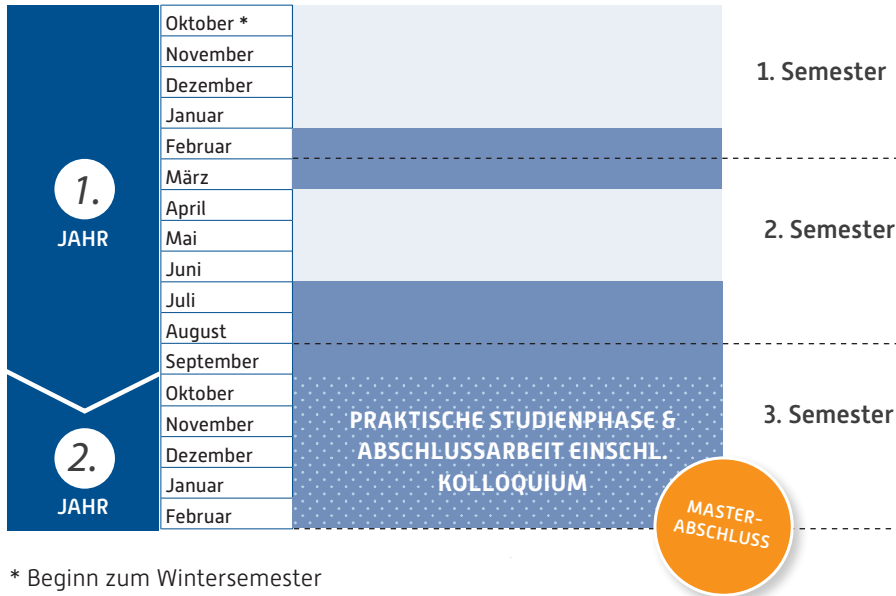 Oktober *
November
Dezember
Januar
Februar
März
April
Mai
Juni
Juli
August
September
Oktober
November
Dezember
Januar
Februar
1.
JAHR
2.
JAHR
1. Semester
2. Semester
3. Semester
PRAKTISCHE STUDIENPHASE &
ABSCHLUSSARBEIT EINSCHL.
KOLLOQUIUM
MASTER-
ABSCHLUSS
* Beginn zum Wintersemester